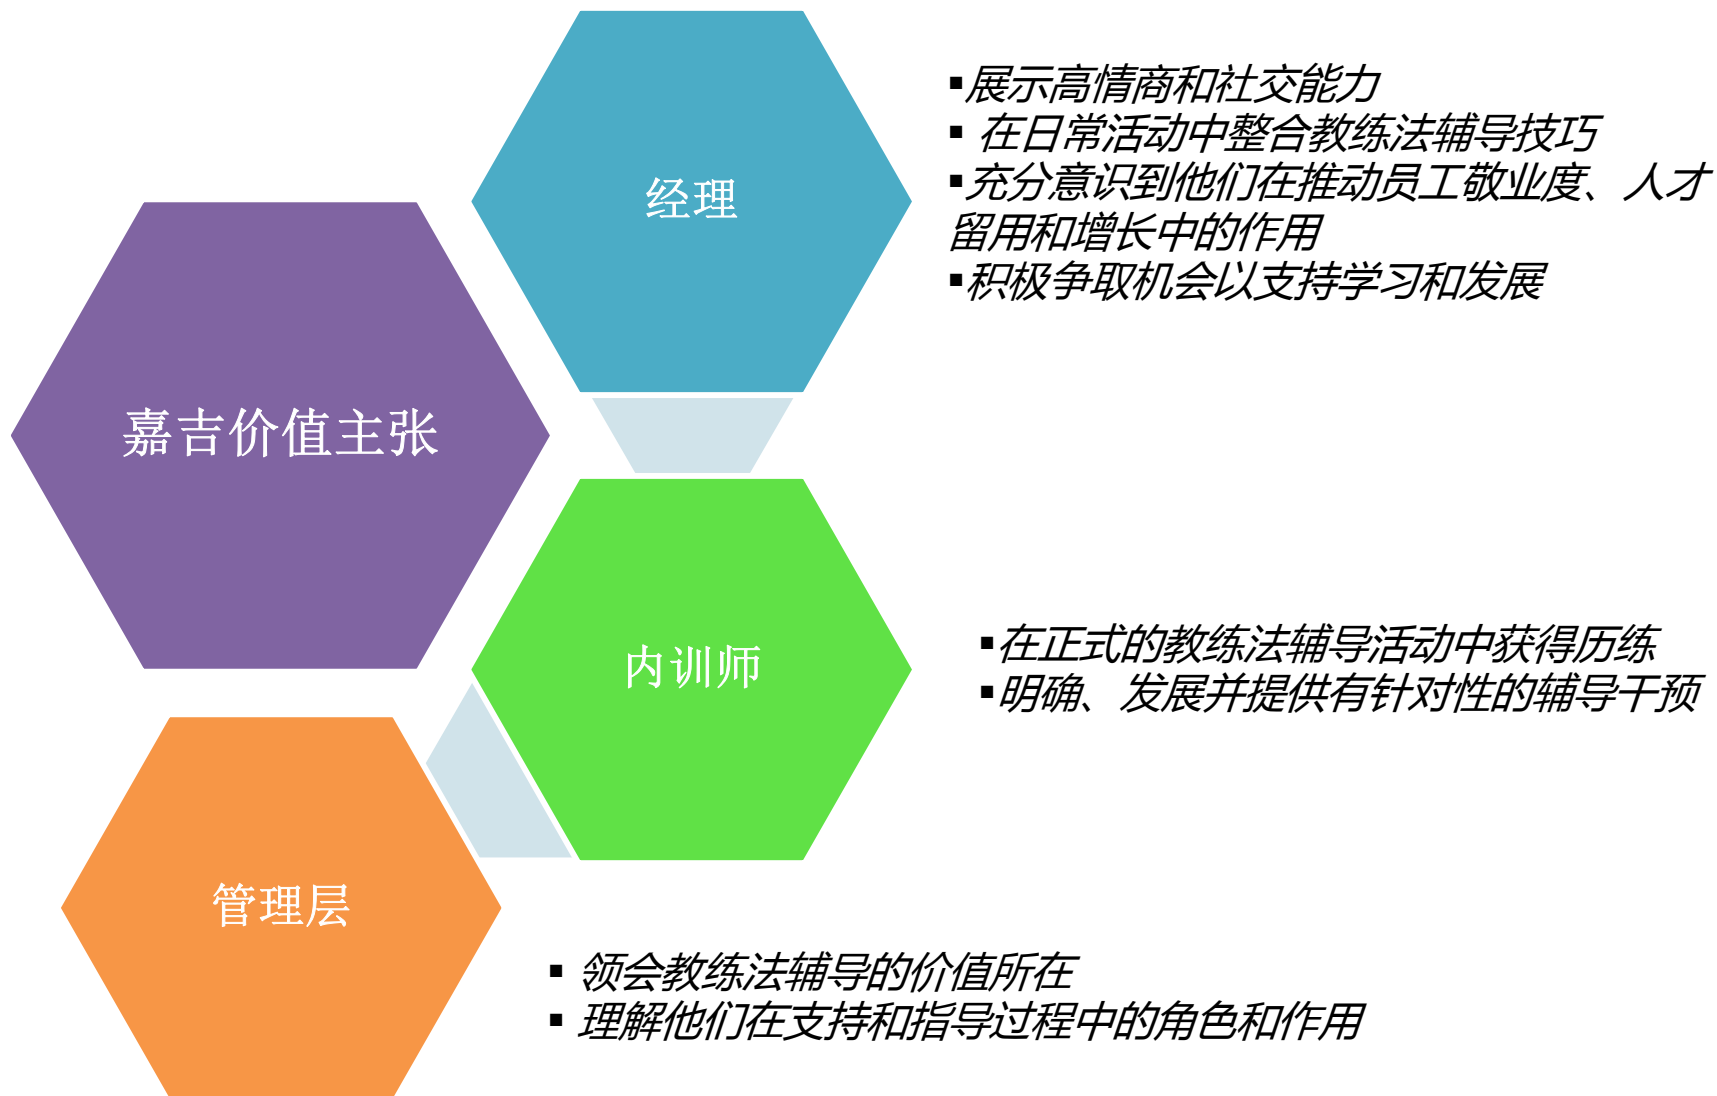 经理
▪展示高情商和社交能力
▪ 在日常活动中整合教练法辅导技巧
▪充分意识到他们在推动员工敬业度、人才
留用和增长中的作用
▪积极争取机会以支持学习和发展
嘉吉价值主张
内训师
▪在正式的教练法辅导活动中获得历练
▪明确、发展并提供有针对性的辅导干预
管理层
▪ 领会教练法辅导的价值所在
▪ 理解他们在支持和指导过程中的角色和作用